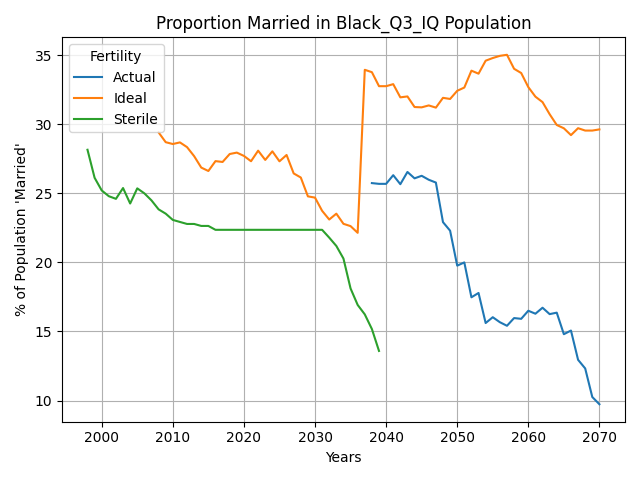 Proportion Married in Black_Q3_IQ Population
Fertility
Actual
Ideal
Sterile
% of Population 'Married'
35
30
25
20
15
10
2000 2010 2020 2030 2040 2050 2060 2070
Years